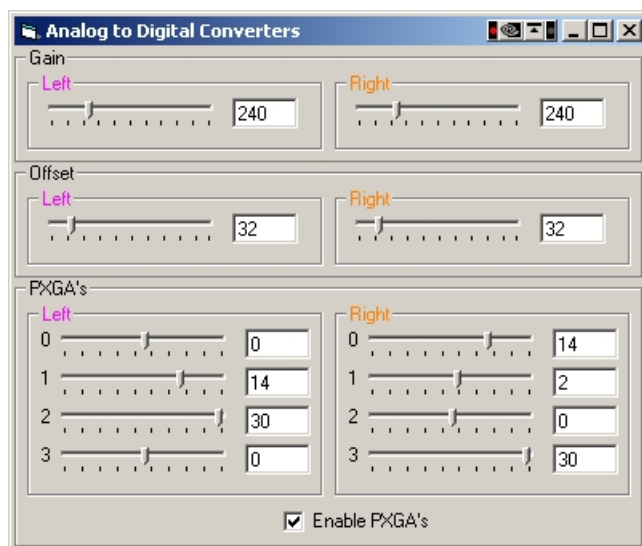 Analog to Digital Converters
Gain
Left
240
Right
240
Offset
Left
32
Right
32
PXGA's
Left
0 0
1 14
2 30
3 0
Right
0 14
1 2
2 0
3 30
Enable PXGA's